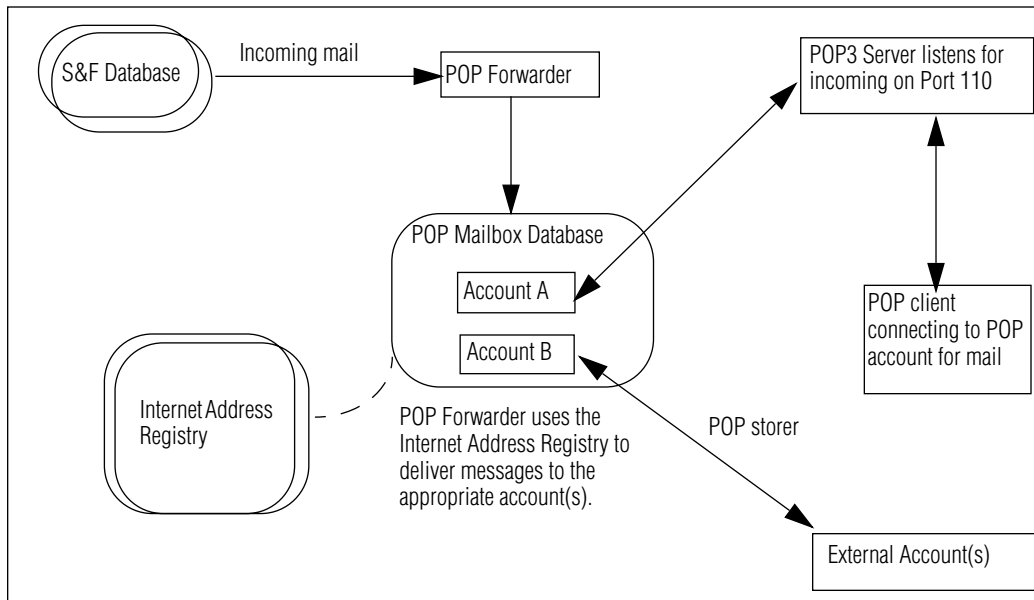 S&F Database
Incoming mail
POP Forwarder
POP3 Server listens for
incoming on Port 110
POP Mailbox Database
Account A
Account B
POP client
connecting to POP
account for mail
Internet Address
Registry
POP Forwarder uses the
Internet Address Registry to
deliver messages to the
appropriate account(s).
POP storer
External Account(s)